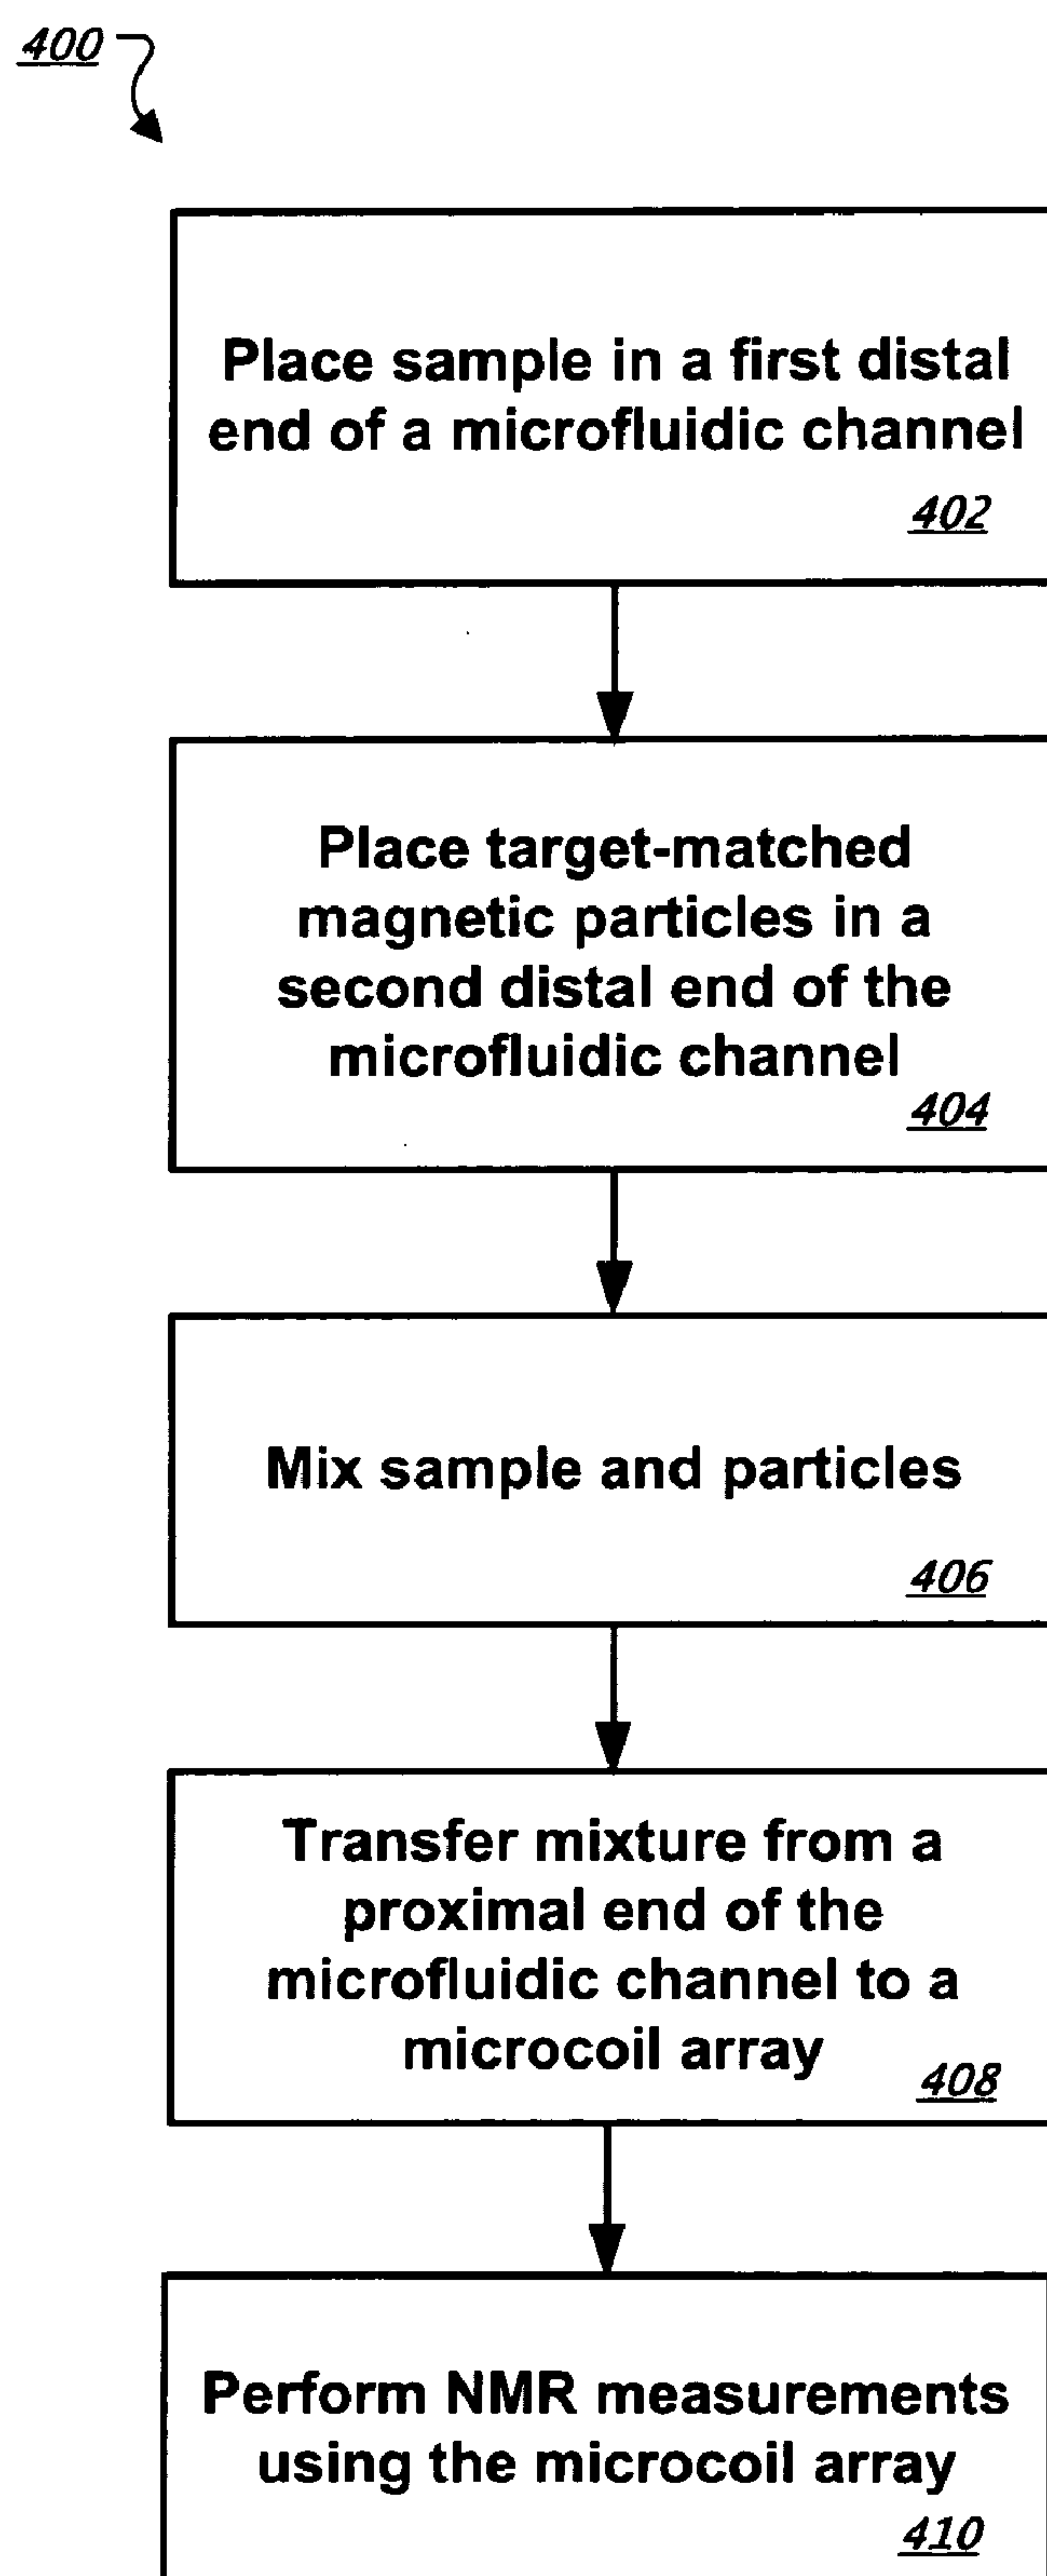 400
Place sample in a first distal
end of a microfluidic channel
402
Place target-matched
magnetic particles in a
second distal end of the
microfluidic channel
404
Mix sample and particles
406
Transfer mixture from a
proximal end of the
microfluidic channel to a
microcoil array
408
Perform NMR measurements
using the microcoil array
410